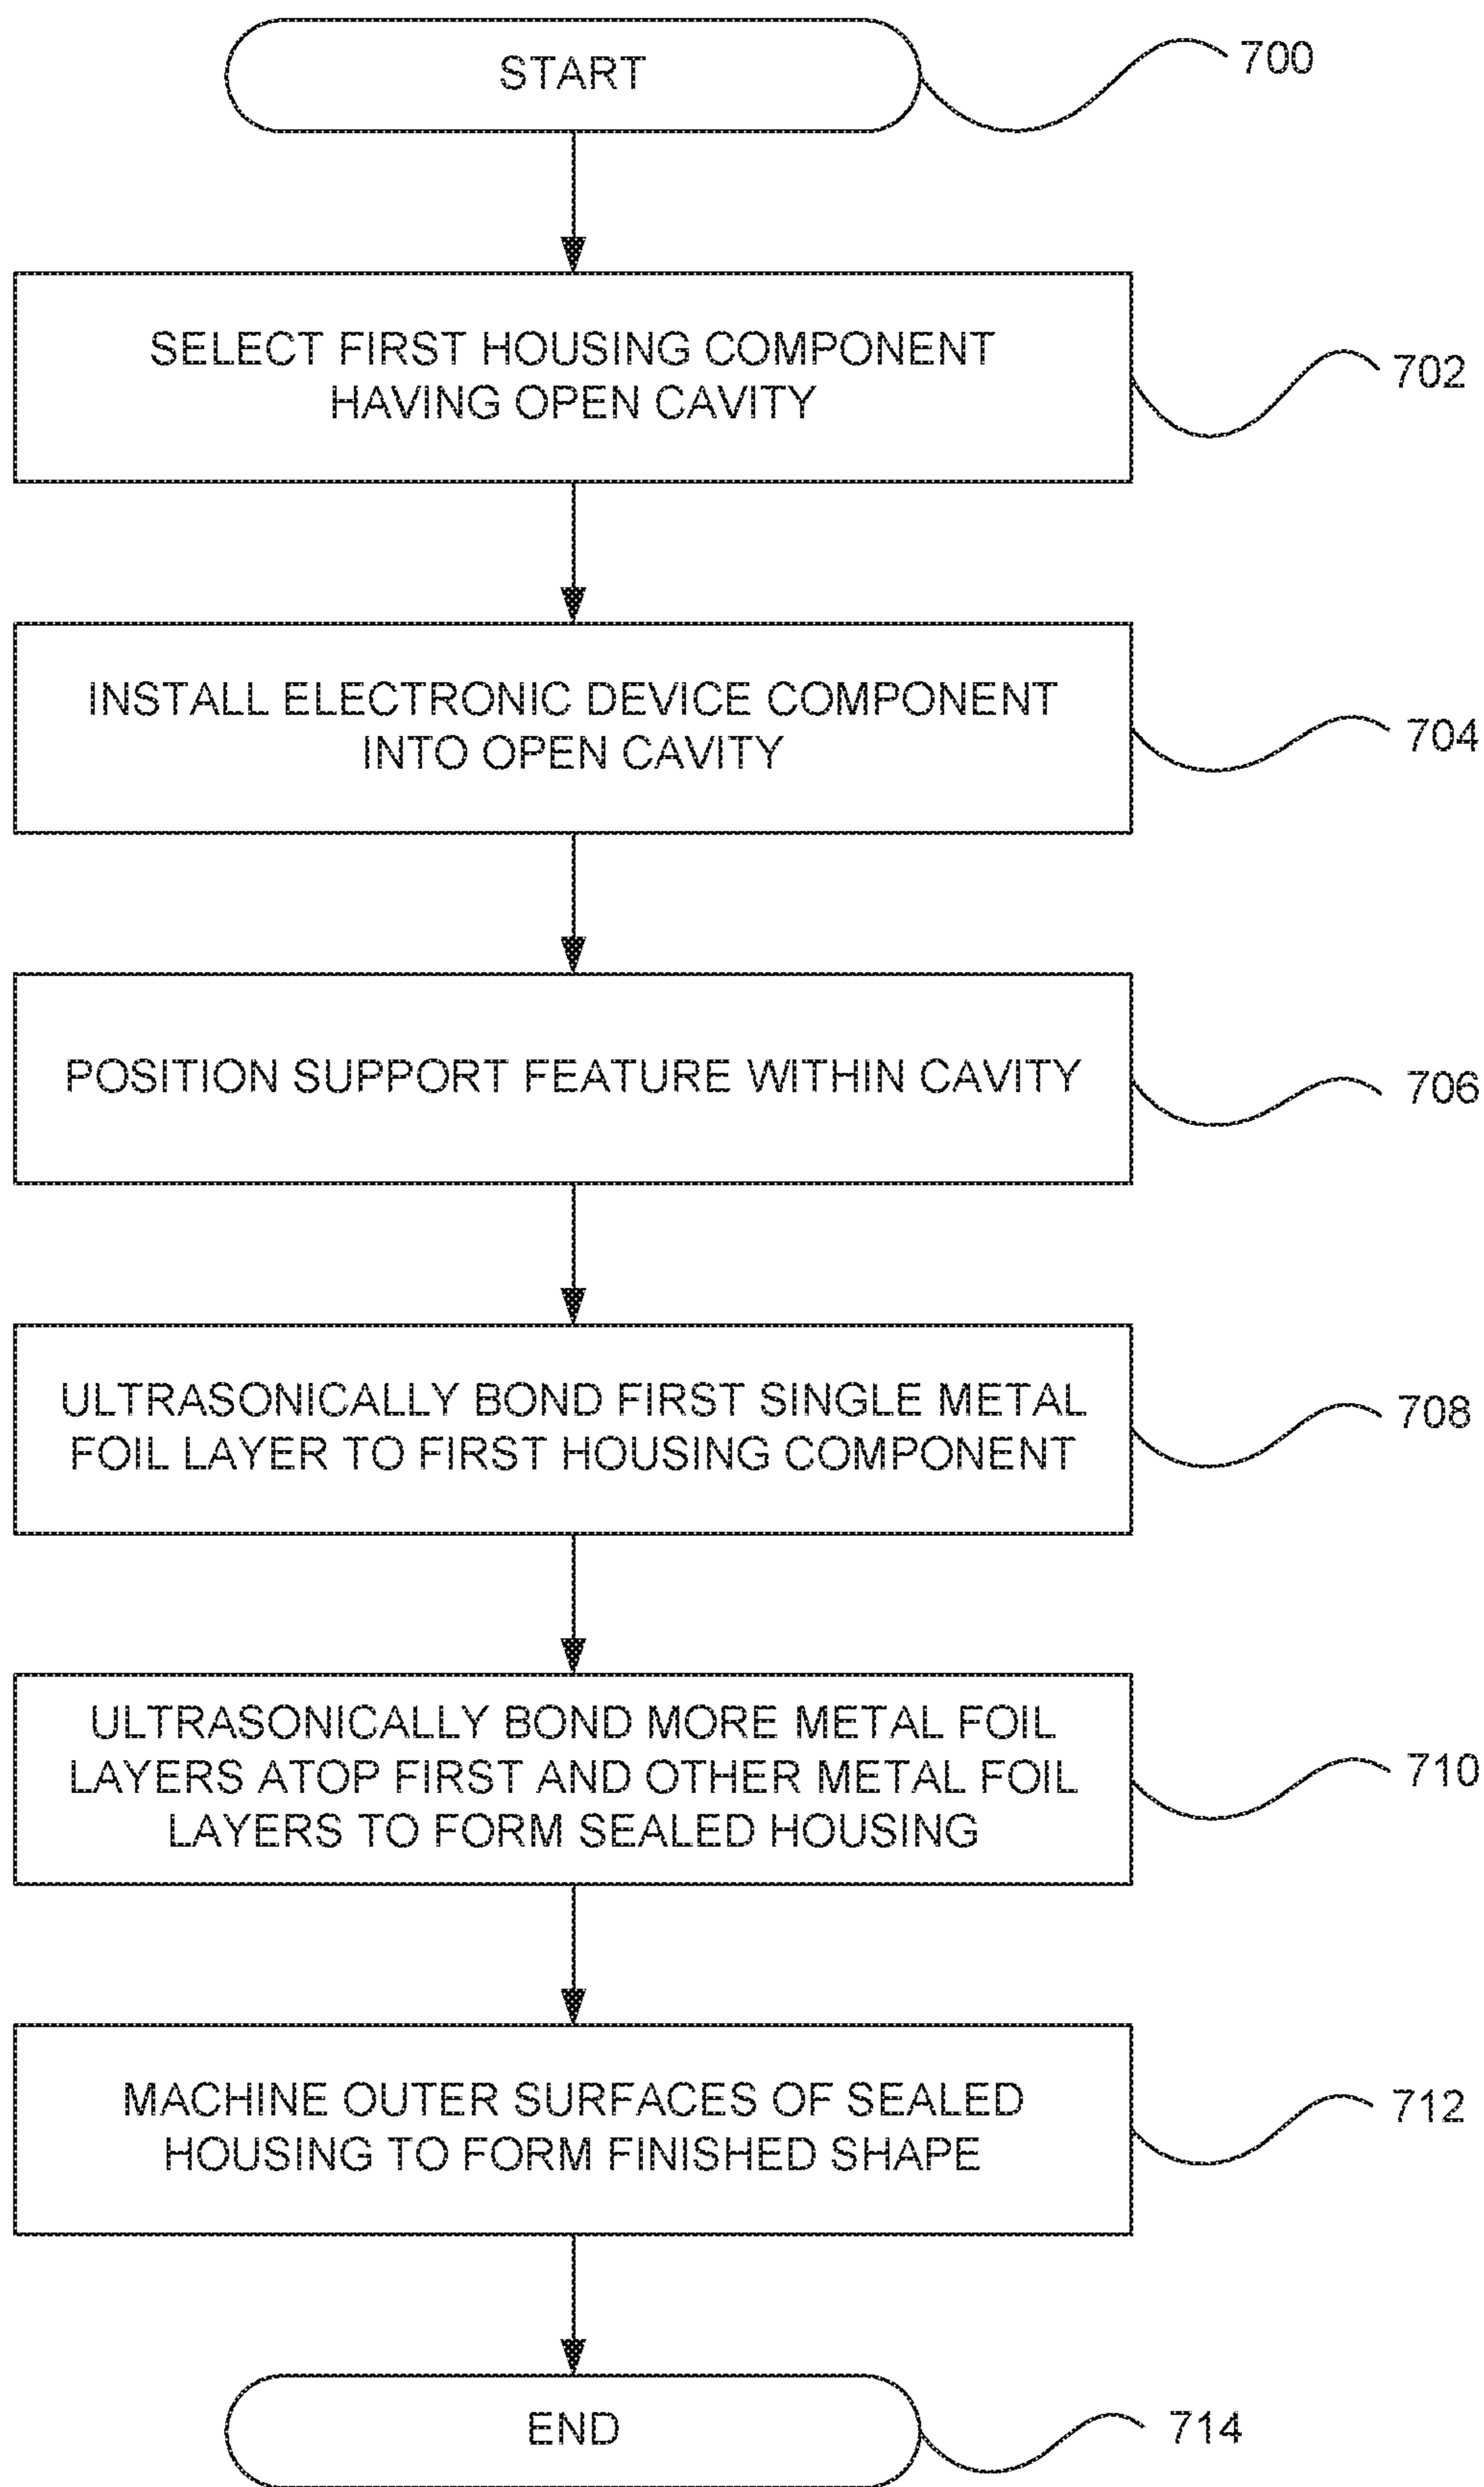 START
700
SELECT FIRST HOUSING COMPONENT
HAVING OPEN CAVITY
702
INSTALL ELECTRONIC DEVICE COMPONENT
INTO OPEN CAVITY
704
POSITION SUPPORT FEATURE WITHIN CAVITY
706
ULTRASONICALLY BOND FIRST SINGLE METAL
FOIL LAYER TO FIRST HOUSING COMPONENT
708
ULTRASONICALLY BOND MORE METAL FOIL
LAYERS ATOP FIRST AND OTHER METAL FOIL
LAYERS TO FORM SEALED HOUSING
710
MACHINE OUTER SURFACES OF SEALED
HOUSING TO FORM FINISHED SHAPE
712
END
714